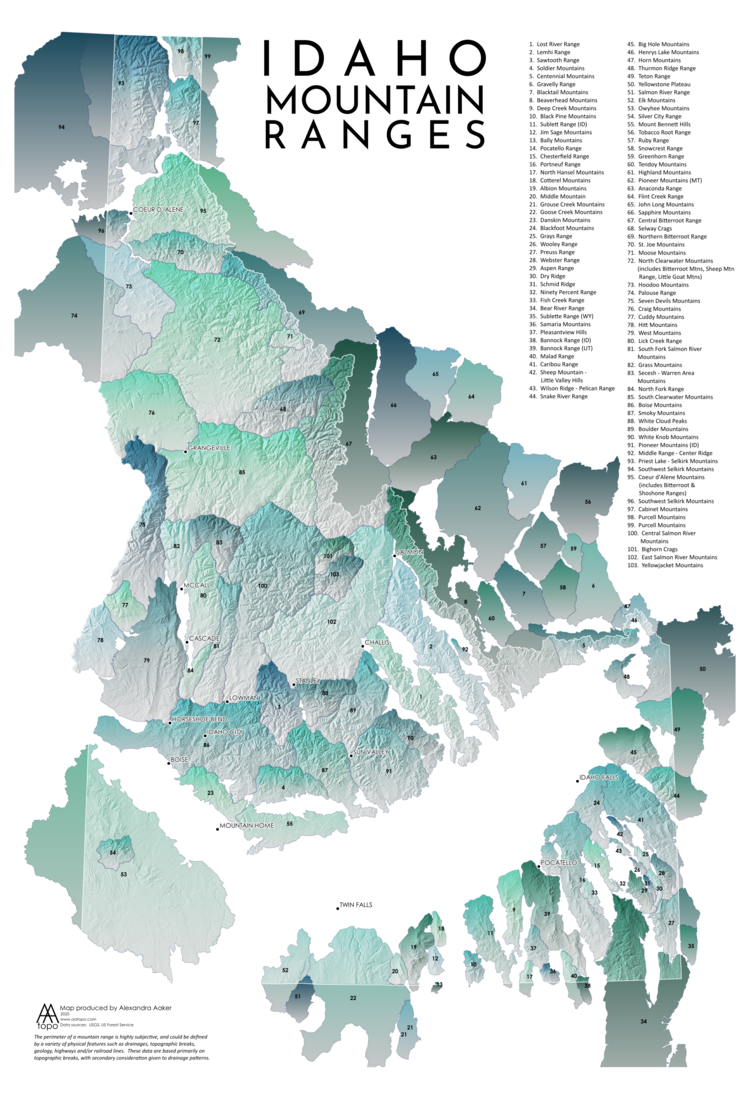 IDAHO
MOUNTAIN
RANGES
1. Lost River Range
2. Lemhi Range
3. Sawtooth Range
4. Soldier Mountains
5. Centennial Mountains
6. Gravelly Range
7. Blacktail Mountains
8. Beaverhead Mountains
9. Deep Creek Mountains
10. Black Pine Mountains
11. Sublett Range (ID)
12. Jim Sage Mountains
13. Bally Mountains
14. Pocatello Range
15. Chesterfield Range
16. Portneuf Range
17. North Hansel Mountains
18. Cotterel Mountains
19. Albion Mountains
20. Middle Mountain
21. Grouse Creek Mountains
22. Goose Creek Mountains
23. Danskin Mountains
24. Blackfoot Mountains
25. Grays Range
26. Wooley Range
27. Preuss Range
28. Webster Range
29. Aspen Range
30. Dry Ridge
31. Schmid Ridge
32. Ninety Percent Range
33. Fish Creek Range
34. Bear River Range
35. Sublette Range (WY)
36. Samaria Mountains
37. Pleasantview Hills
38. Bannock Range (ID)
39. Bannock Range (UT)
40. Malad Range
41. Caribou Range
42. Sheep Mountain -
Little Valley Hills
43. Wilson Ridge - Pelican Range
44. Snake River Range
45. Big Hole Mountains
46. Henrys Lake Mountains
47. Horn Mountains
48. Thurmon Ridge Range
49. Teton Range
50. Yellowstone Plateau
51. Salmon River Range
52. Elk Mountains
53. Owyhee Mountains
54. Silver City Range
55. Mount Bennett Hills
56. Tobacco Root Range
57. Ruby Range
58. Snowcrest Range
59. Greenhorn Range
60. Tendoy Mountains
61. Highland Mountains
62. Pioneer Mountains (MT)
63. Anaconda Range
64. Flint Creek Range
65. John Long Mountains
66. Sapphire Mountains
67. Central Bitterroot Range
68. Selway Crags
69. Northern Bitterroot Range
70. St. Joe Mountains
71. Moose Mountains
72. North Clearwater Mountains
(includes Bitterroot Mtns, Sheep Mtn
Range, Little Goat Mtns)
73. Hoodoo Mountains
74. Palouse Range
75. Seven Devils Mountains
76. Craig Mountains
77. Cuddy Mountains
78. Hitt Mountains
79. West Mountains
80. Lick Creek Range
81. South Fork Salmon River
Mountains
82. Grass Mountains
83. Secesh - Warren Area
Mountains
84. North Fork Range
85. South Clearwater Mountains
86. Boise Mountains
87. Smoky Mountains
88. White Cloud Peaks
89. Boulder Mountains
90. White Knob Mountains
91. Pioneer Mountains (ID)
92. Middle Range - Center Ridge
93. Priest Lake - Selkirk Mountains
94. Southwest Selkirk Mountains
95. Coeur d'Alene Mountains
(includes Bitterroot &
Shoshone Ranges)
96. Southwest Selkirk Mountains
97. Cabinet Mountains
98. Purcell Mountains
99. Purcell Mountains
100. Central Salmon River
Mountains
101. Bighorn Crags
102. East Salmon River Mountains
103. Yellowjacket Mountains
98
99
93
94
97
95
COEUR D'ALENE
96
70
73
69
74
72
71
65
64
66
76
68
67
GRANGEVILLE
63
85
61
56
62
75
82
83
101
SALMON
57
59
103
MCCALL
100
80
7
58
6
77
8
60
47
46
102
78
CASCADE
CHALLIS
81
2
92
5
79
84
50
48
STANLEY
88
LOWMAN
1
3
89
HORSESHOE BEND
IDAHO CITY
90
49
86
SUN VALLEY
45
BOISE
87
91
IDAHO FALLS
4
23
44
24
MOUNTAIN HOME
55
41
42
54
43
25
53
POCATELLO
15
26
28
16
32
31
29
30
33
TWIN FALLS
9
39
27
18
11
19
37
35
12
52
20
10
36
17
40
38
13
51
22
21
21
34
topo
Map produced by Alexandra Aaker
2020
www.aatopo.com
Data sources: USGS, US Forest Service
The perimeter of a mountain range is highly subjective, and could be defined
by a variety of physical features such as drainages, topographic breaks,
geology, highways and/or railroad lines. These data are based primarily on
topographic breaks, with secondary consideration given to drainage patterns.